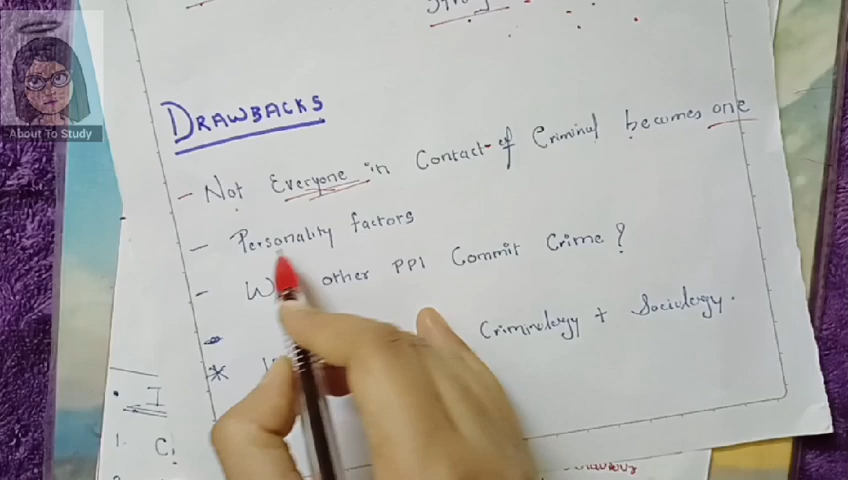 About To Study
DRAWBACKS
- Not Everyone in Contact of Criminal becomes one
- Personality factors
- other PPl Commit Crime ?
* Criminology + Sociology.
1.